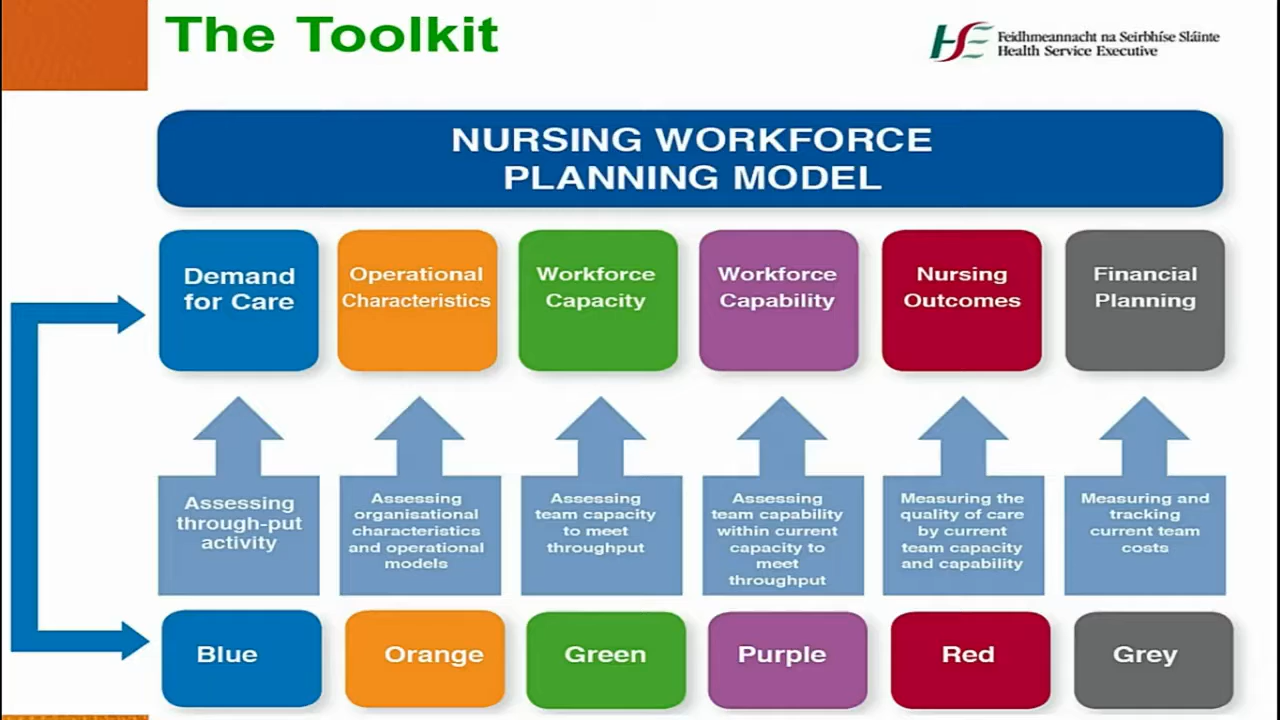 The Toolkit
Feidhmeannacht na Seirbhíse Sláinte
Health Service Executive
NURSING WORKFORCE
PLANNING MODEL
Demand
for Care
Operational
Characteristics
Workforce
Capacity
Workforce
Capability
Nursing
Outcomes
Financial
Planning
Assessing
through-put
activity
Assessing
organisational
characteristics
and operational
models
Assessing
team capacity
to meet
throughput
Assessing
team capability
within current
capacity to
meet
throughput
Measuring the
quality of care
by current
team capacity
and capability
Measuring and
tracking
current team
costs
Blue
Orange
Green
Purple
Red
Grey